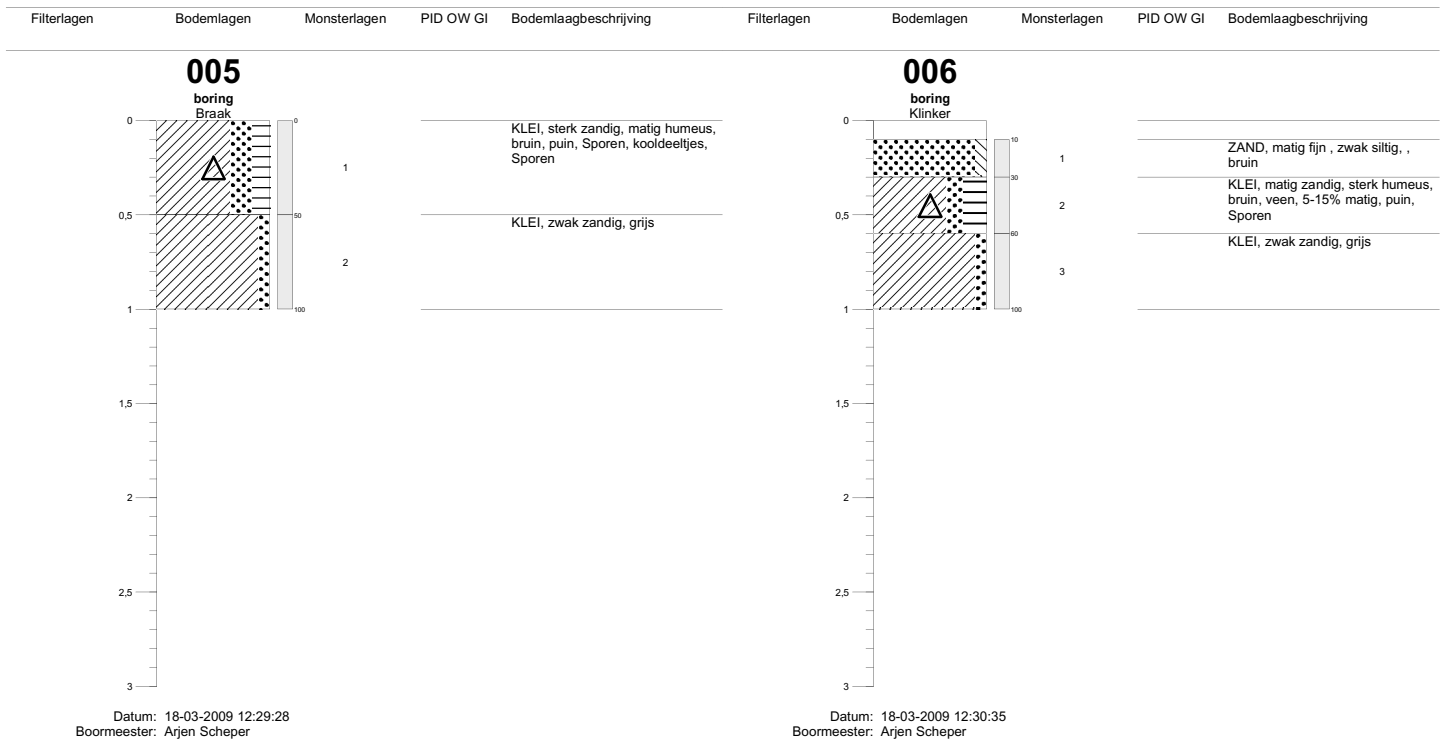 Filterlagen Bodemlagen Monsterlagen PID OW GI Bodemlaagbeschrijving Filterlagen Bodemlagen Monsterlagen PID OW GI Bodemlaagbeschrijving
005
boring
Braak
0
0
KLEI, sterk zandig, matig humeus,
bruin, puin, Sporen, kooldeeltjes,
Sporen
1
0,5
50
KLEI, zwak zandig, grijs
2
1
100
1,5
2
2,5
3
Datum: 18-03-2009 12:29:28
Boormeester: Arjen Scheper
006
boring
Klinker
0
10
ZAND, matig fijn , zwak siltig, ,
bruin
1
30
KLEI, matig zandig, sterk humeus,
bruin, veen, 5-15% matig, puin,
Sporen
2
0,5
60
KLEI, zwak zandig, grijs
3
1
100
1,5
2
2,5
3
Datum: 18-03-2009 12:30:35
Boormeester: Arjen Scheper